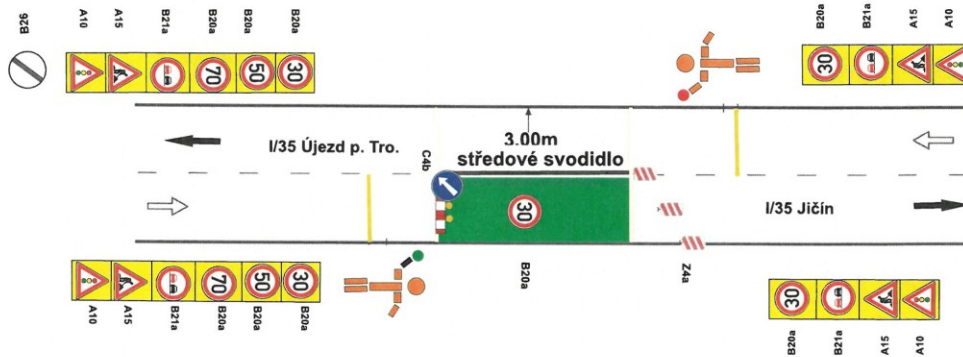 B26
A10
A15
B21a
B20a
B20a
B20a
70
50
30
B20a
B21a
A15
A10
30
I/35 Újezd p. Tro.
3.00m
středové svodidlo
C4b
30
I/35 Jičín
A10
A15
B21a
B20a
B20a
B20a
70
50
30
B20a
Z4a
30
B20a
B21a
A15
A10